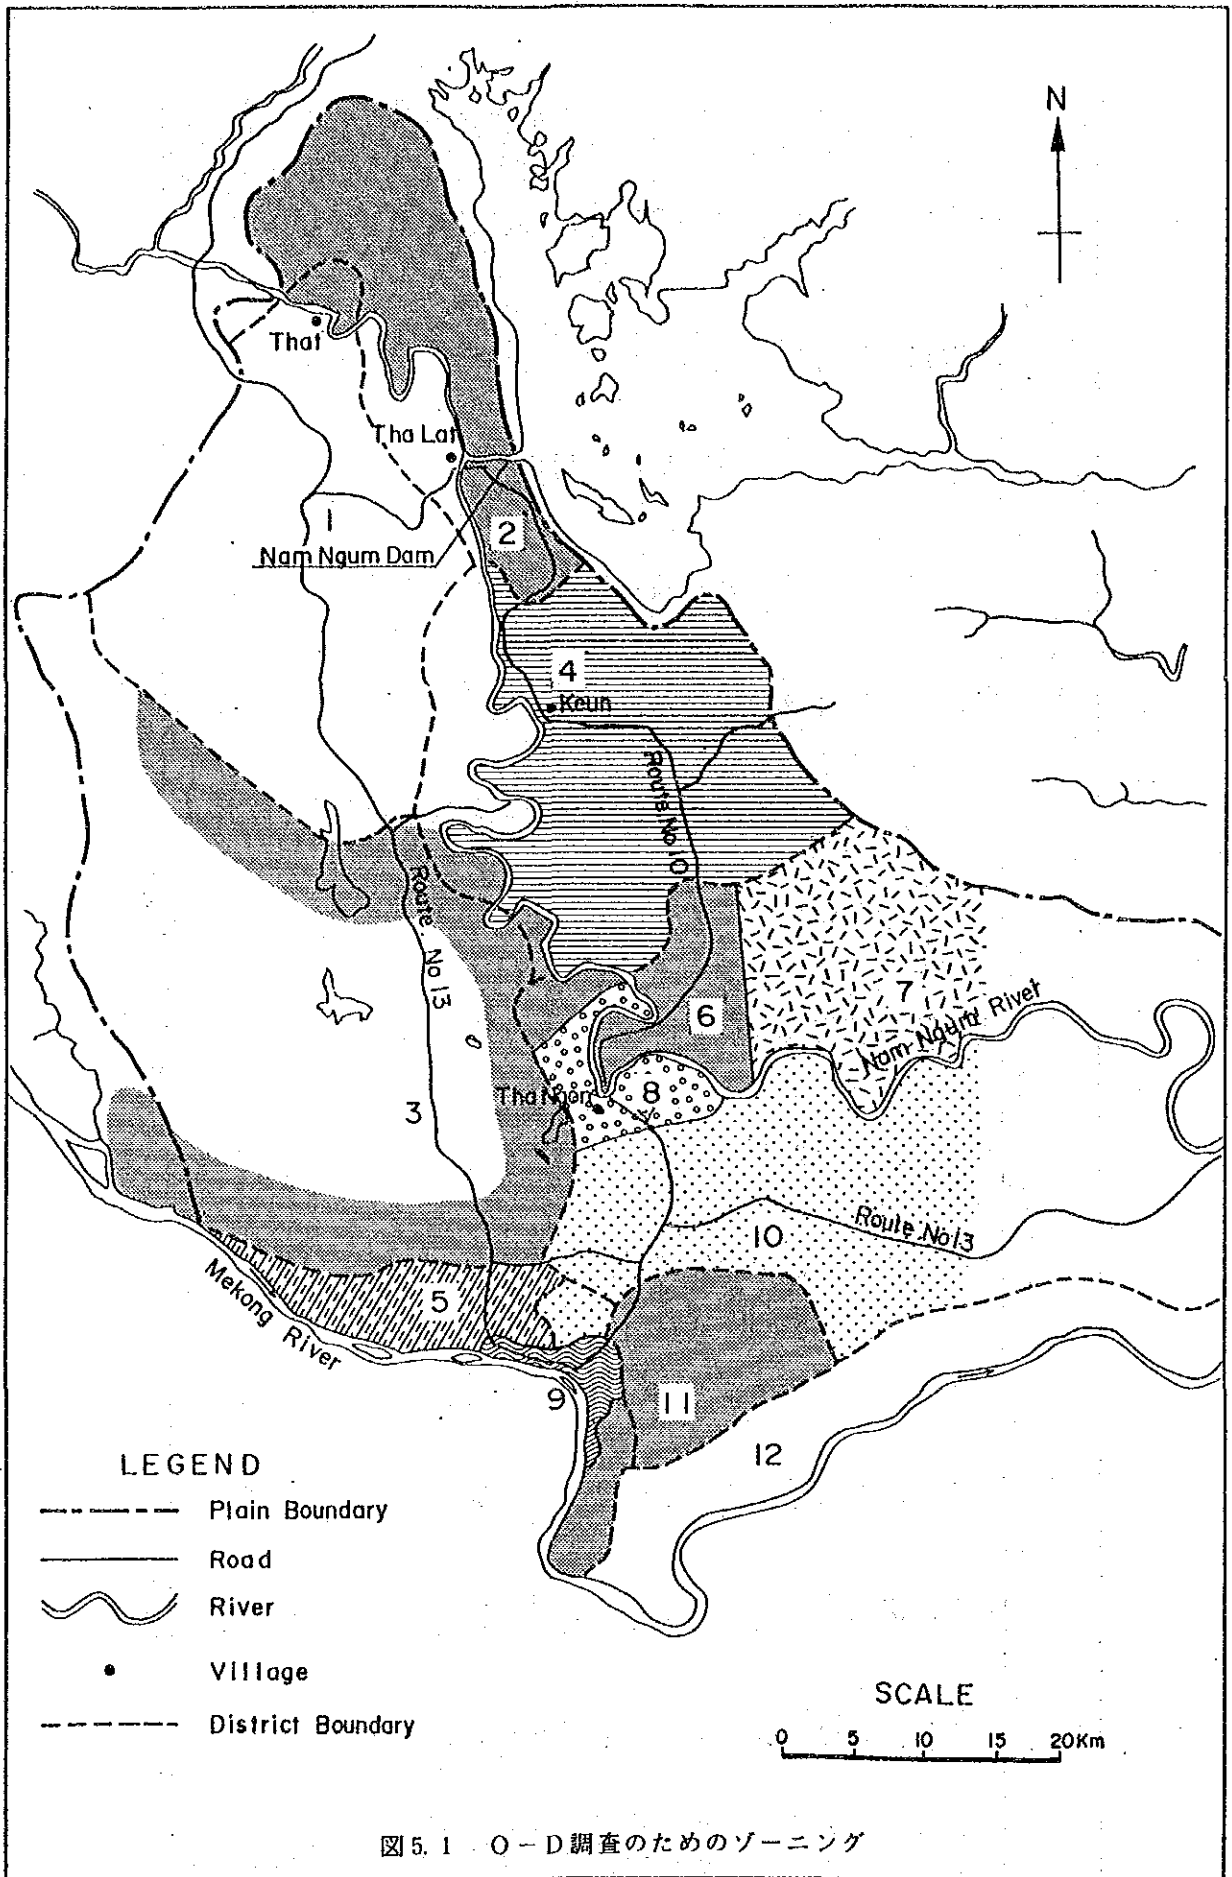 N
That
Tha Lat
1
2
Nam Ngum Dam
4
Keun
Route No 10
Route No 13
7
6
Nam Ngum River
Tha Ngon
8
3
10
Route No 13
5
Mekong River
9
11
12
LEGEND
Plain Boundary
Road
River
Village
District Boundary
SCALE
0 5 10 15 20Km
図5.1 O-D調査のためのゾーニング